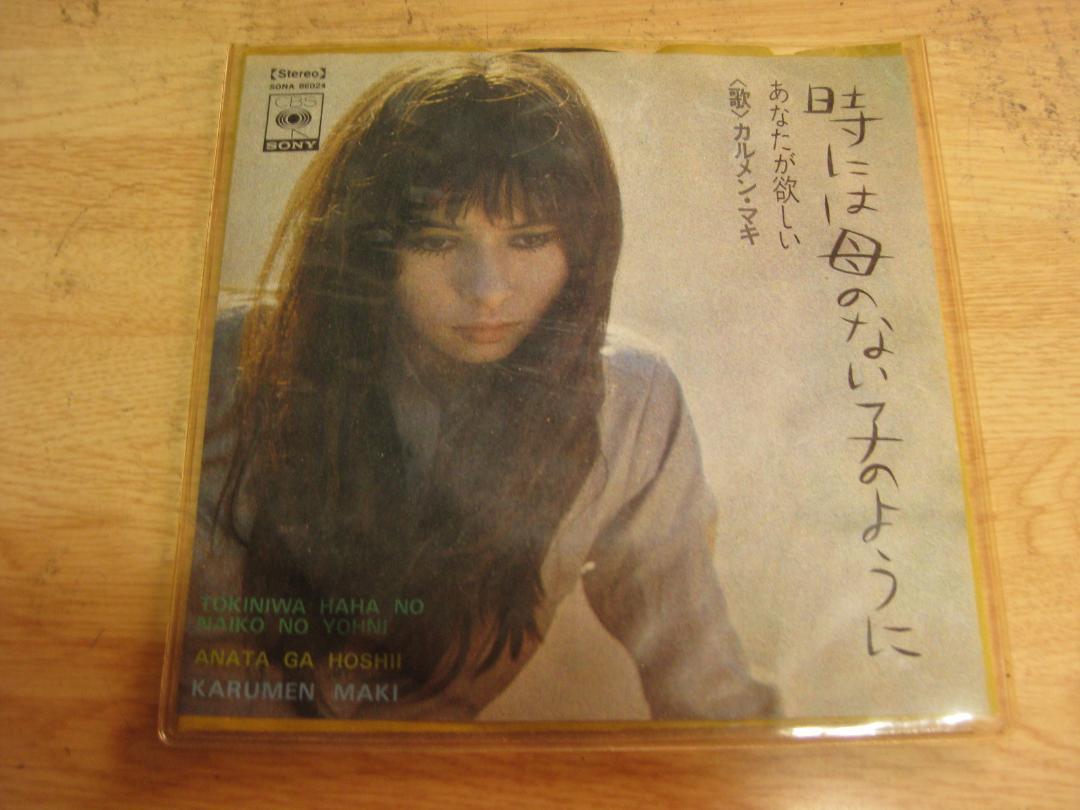 【Stereo】
SONA 86024
CBS
SONY
時には母のない子のように
あなたが欲しい
〈歌〉カルメン・マキ
TOKINIWA HAHA NO
NAIKO NO YOHNI
ANATA GA HOSHII
KARUMEN MAKI